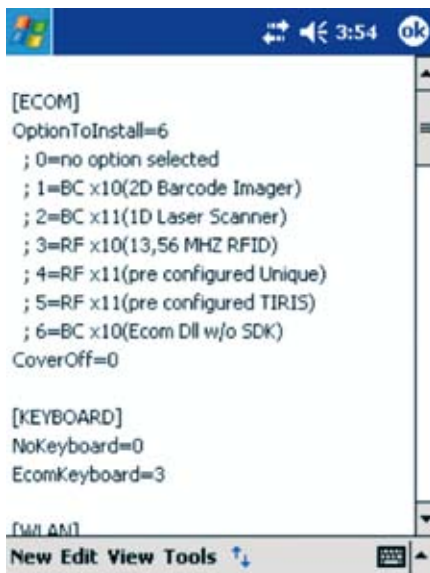 3:54 ok
[ECOM]
OptionToInstall=6
; 0=no option selected
; 1=BC x10(2D Barcode Imager)
; 2=BC x11(1D Laser Scanner)
; 3=RF x10(13,56 MHZ RFID)
; 4=RF x11(pre configured Unique)
; 5=RF x11(pre configured TIRIS)
; 6=BC x10(Ecom Dll w/o SDK)
CoverOff=0
[KEYBOARD]
NoKeyboard=0
EcomKeyboard=3
[WLAN]
New Edit View Tools